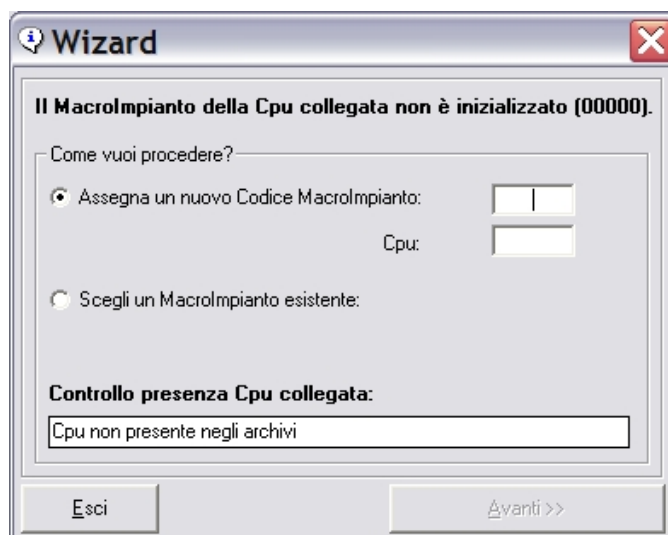 Wizard
Il MacroImpianto della Cpu collegata non è inizializzato (00000).
Come vuoi procedere?
Assegna un nuovo Codice MacroImpianto:
Cpu:
Scegli un MacroImpianto esistente:
Controllo presenza Cpu collegata:
Cpu non presente negli archivi
Esci
Avanti >>